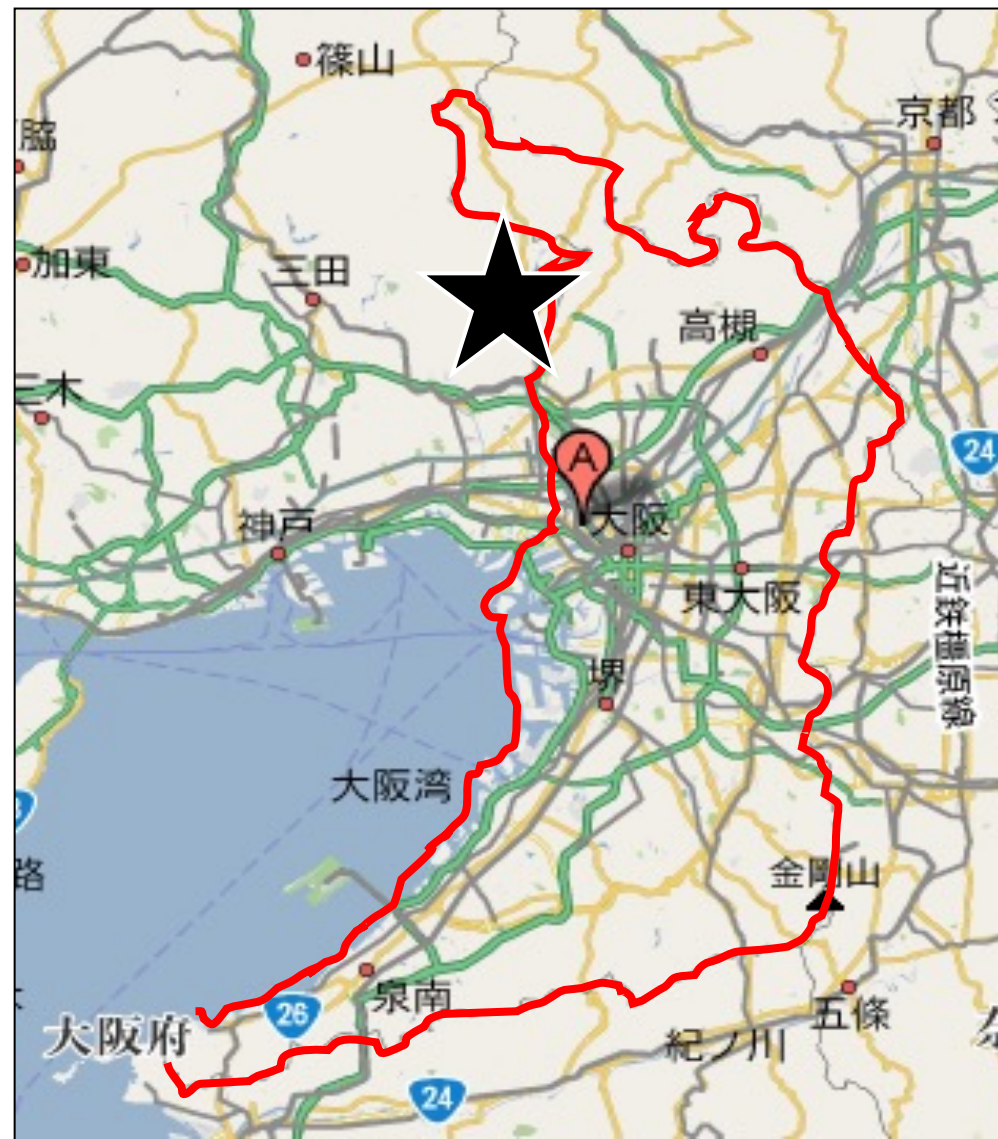 篠山
京都
脇
加東
三田
高槻
三木
24
A
大阪
神戸
東大阪
近鉄橿原線
堺
大阪湾
金剛山
路
泉南
26
五條
大阪府
紀ノ川
24